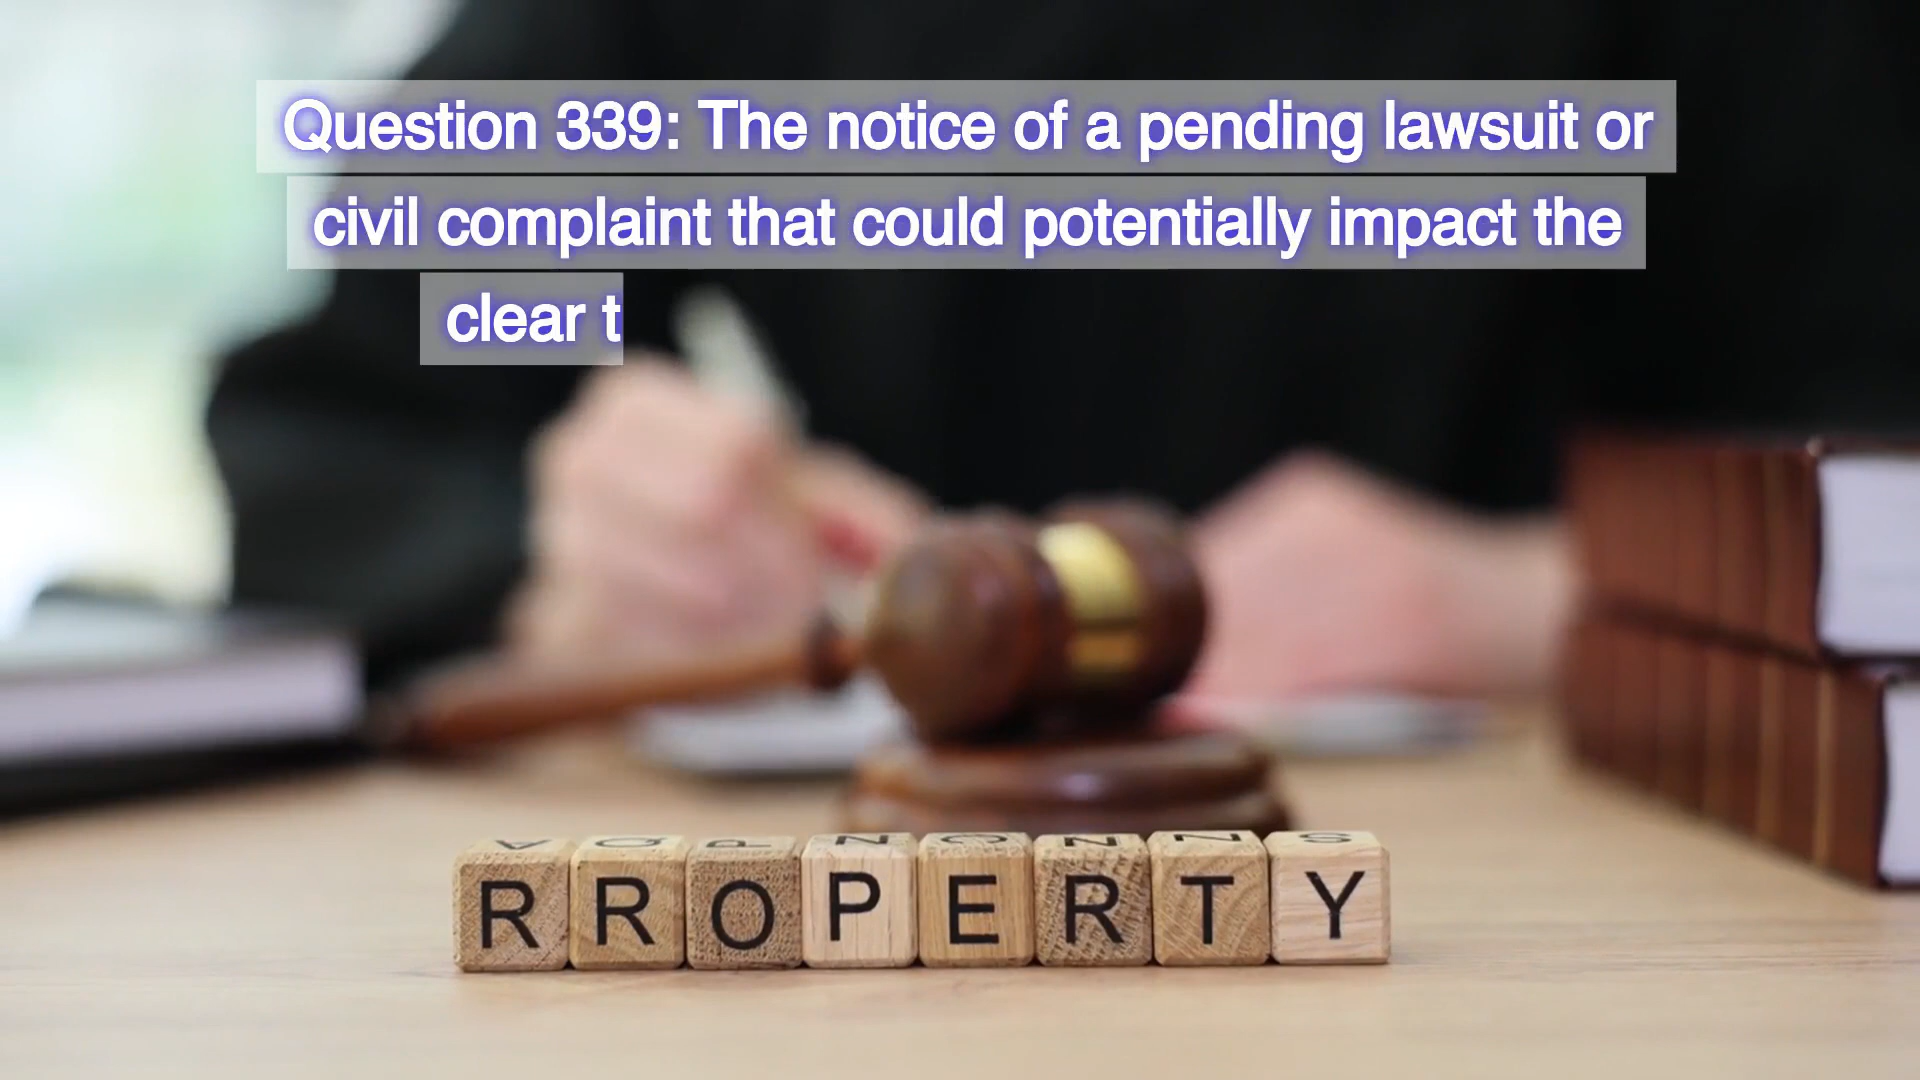 Question 339: The notice of a pending lawsuit or
civil complaint that could potentially impact the
clear t
V Q P N O N Z S
RROPERTY